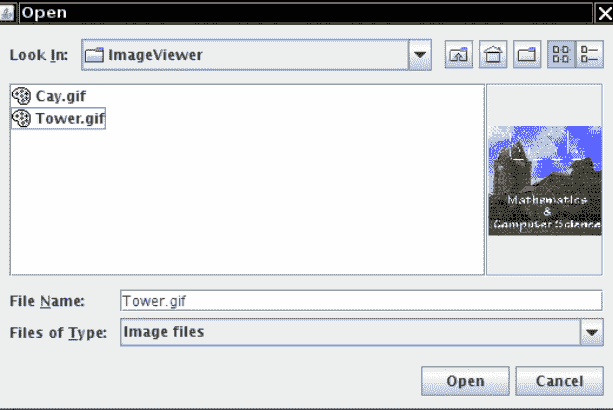 Open
Look In: ImageViewer
Cay.gif
Tower.gif
Mathematics
&
Computer Science
File Name: Tower.gif
Files of Type: Image files
Open Cancel